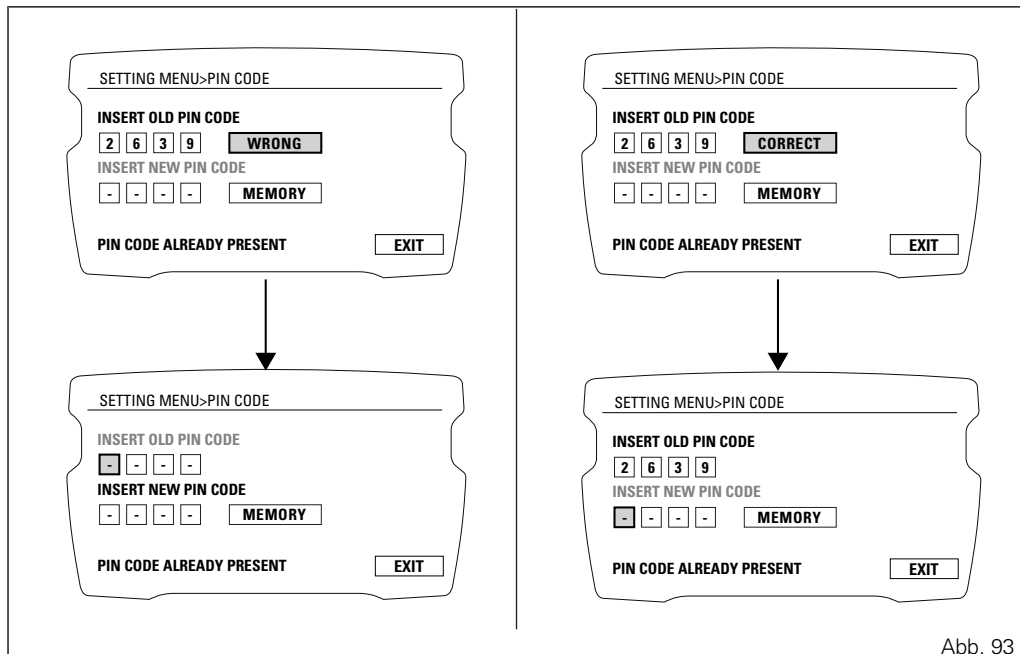 SETTING MENU>PIN CODE
INSERT OLD PIN CODE
2 6 3 9 WRONG
INSERT NEW PIN CODE
- - - - MEMORY
PIN CODE ALREADY PRESENT EXIT
SETTING MENU>PIN CODE
INSERT OLD PIN CODE
- - - -
INSERT NEW PIN CODE
- - - - MEMORY
PIN CODE ALREADY PRESENT EXIT
SETTING MENU>PIN CODE
INSERT OLD PIN CODE
2 6 3 9 CORRECT
INSERT NEW PIN CODE
- - - - MEMORY
PIN CODE ALREADY PRESENT EXIT
SETTING MENU>PIN CODE
INSERT OLD PIN CODE
2 6 3 9
INSERT NEW PIN CODE
- - - - MEMORY
PIN CODE ALREADY PRESENT EXIT
Abb. 93